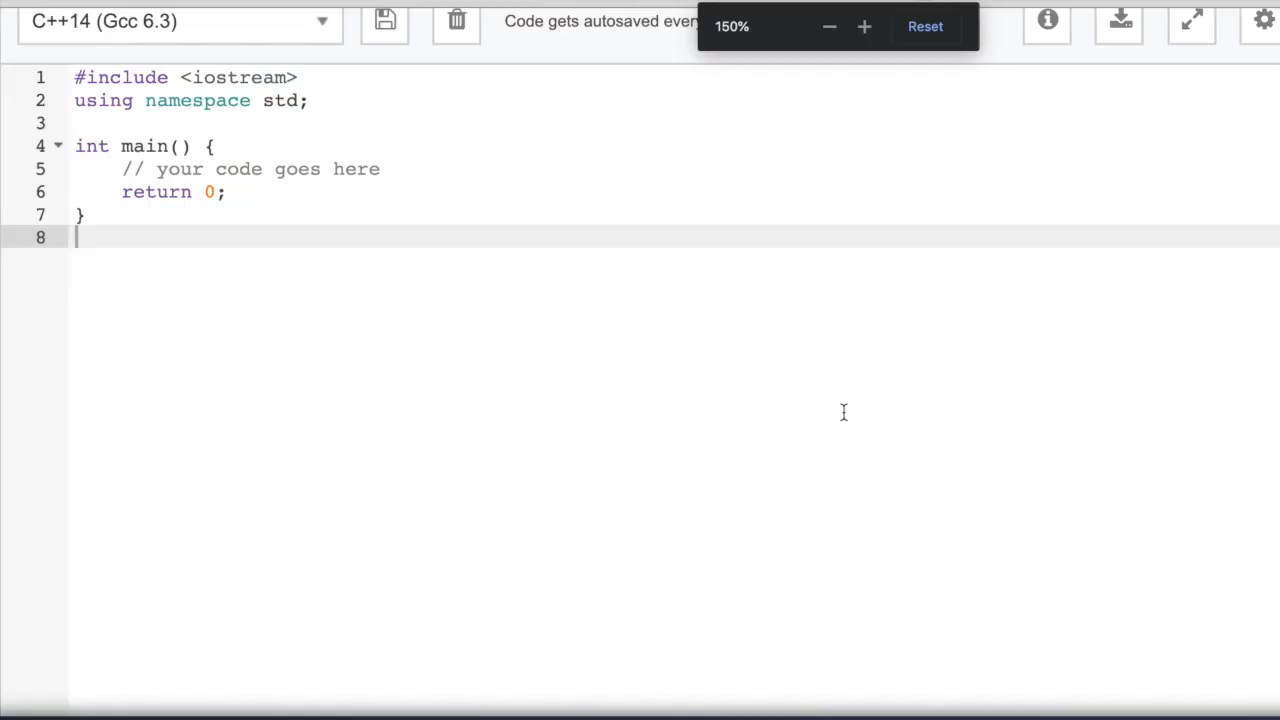 C++14 (Gcc 6.3)
Code gets autosaved every
150%
Reset
1 #include <iostream>
2 using namespace std;
3
4 int main() {
5 // your code goes here
6 return 0;
7 }
8